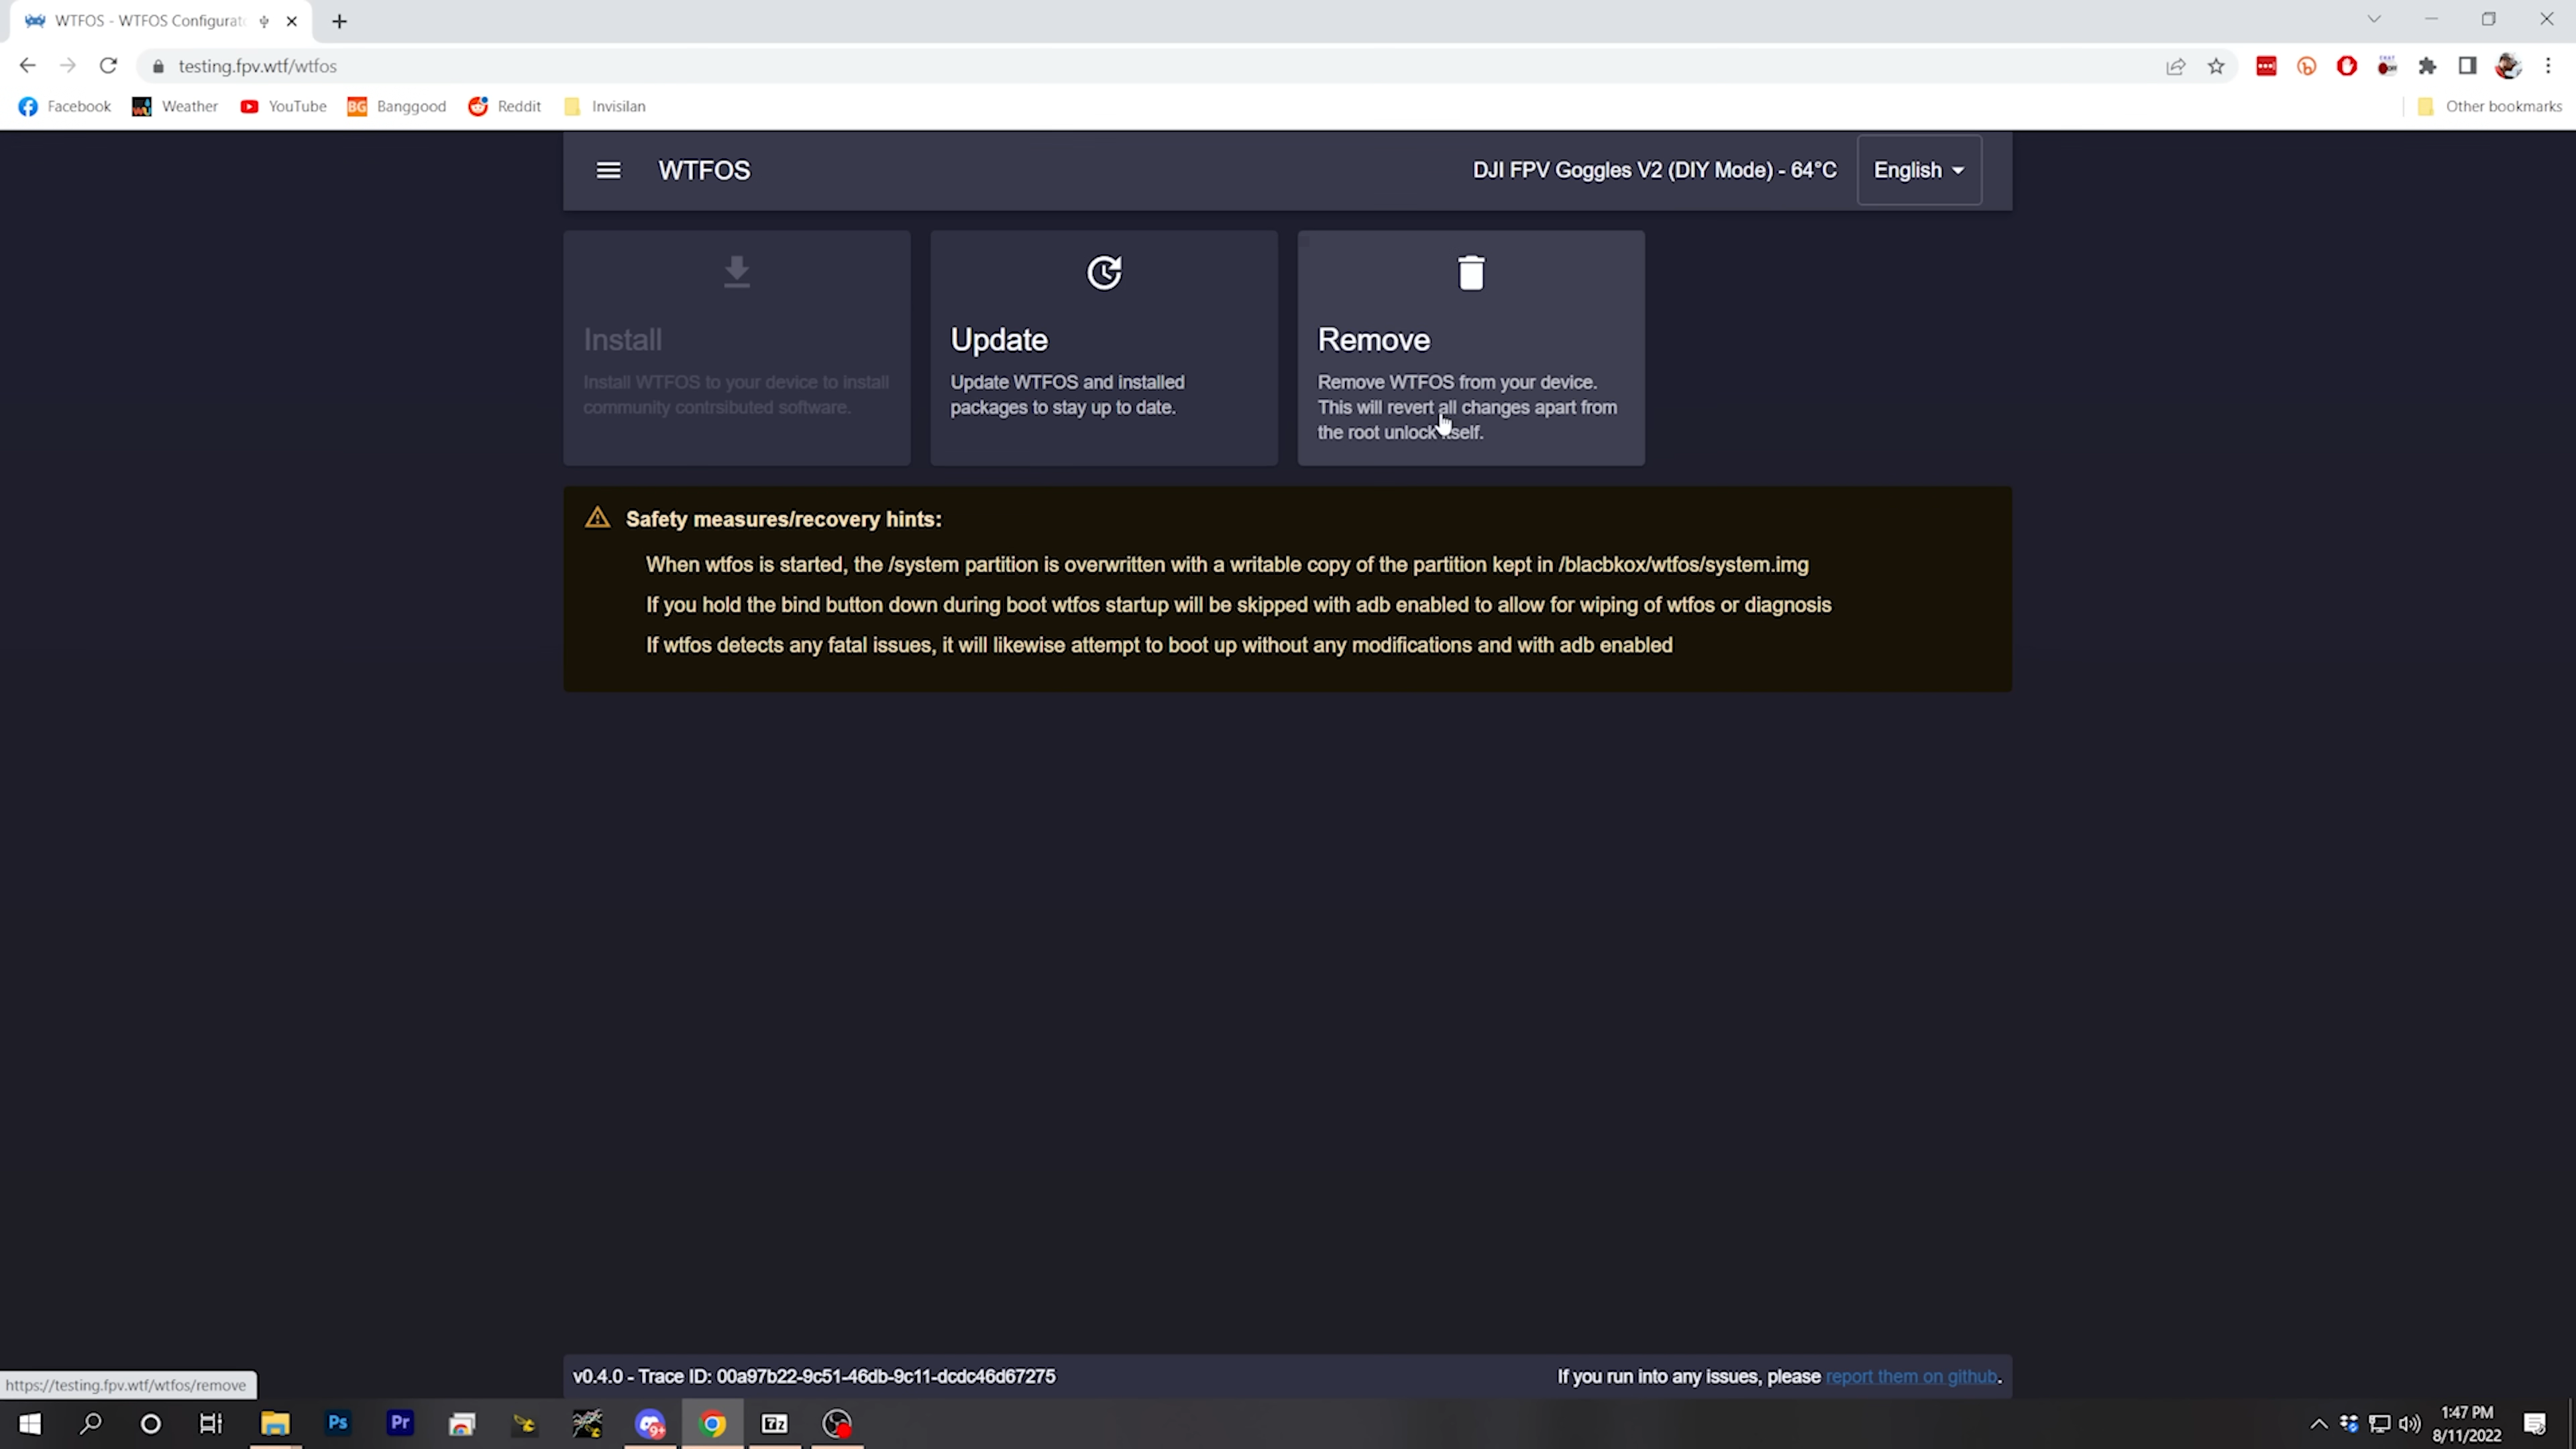 WTFOS - WTFOS Configurat
testing.fpv.wtf/wtfos
Facebook
Weather
YouTube
BG Banggood
Reddit
Invisilan
Other bookmarks
WTFOS
DJI FPV Goggles V2 (DIY Mode) - 64°C
English
Install
Install WTFOS to your device to install
community contrsibuted software.
Update
Update WTFOS and installed
packages to stay up to date.
Remove
Remove WTFOS from your device.
This will revert all changes apart from
the root unlock itself.
Safety measures/recovery hints:
When wtfos is started, the /system partition is overwritten with a writable copy of the partition kept in /blacbkox/wtfos/system.img
If you hold the bind button down during boot wtfos startup will be skipped with adb enabled to allow for wiping of wtfos or diagnosis
If wtfos detects any fatal issues, it will likewise attempt to boot up without any modifications and with adb enabled
v0.4.0 - Trace ID: 00a97b22-9c51-46db-9c11-dcdc46d67275
If you run into any issues, please report them on github.
https://testing.fpv.wtf/wtfos/remove
Ps
Pr
9+
7z
1:47 PM
8/11/2022